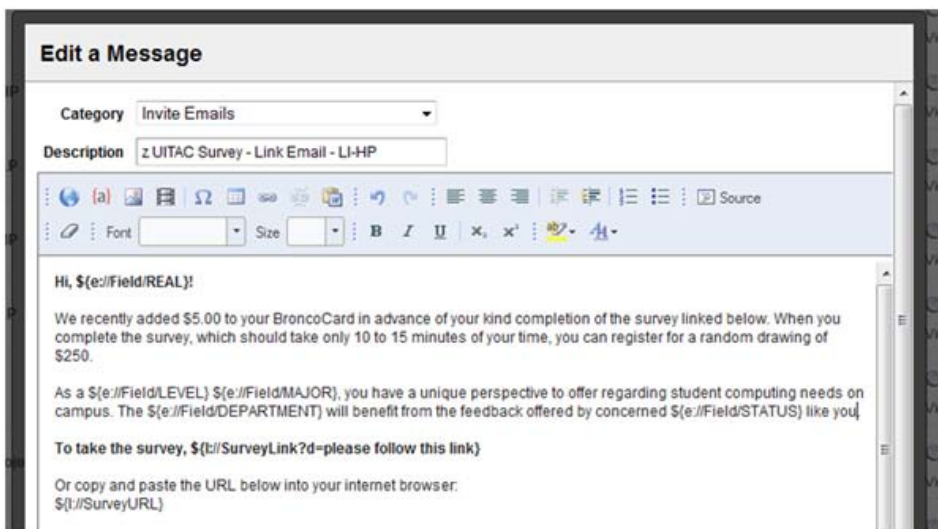 Edit a Message
Category Invite Emails
Description z UITAC Survey - Link Email - LI-HP
{a} Ω Source
Font Size B I U x₂ x²
Hi, ${e://Field/REAL}!
We recently added $5.00 to your BroncoCard in advance of your kind completion of the survey linked below. When you
complete the survey, which should take only 10 to 15 minutes of your time, you can register for a random drawing of
$250.
As a ${e://Field/LEVEL} ${e://Field/MAJOR}, you have a unique perspective to offer regarding student computing needs on
campus. The ${e://Field/DEPARTMENT} will benefit from the feedback offered by concerned ${e://Field/STATUS} like you
To take the survey, ${l://SurveyLink?d=please follow this link}
Or copy and paste the URL below into your internet browser:
${l://SurveyURL}